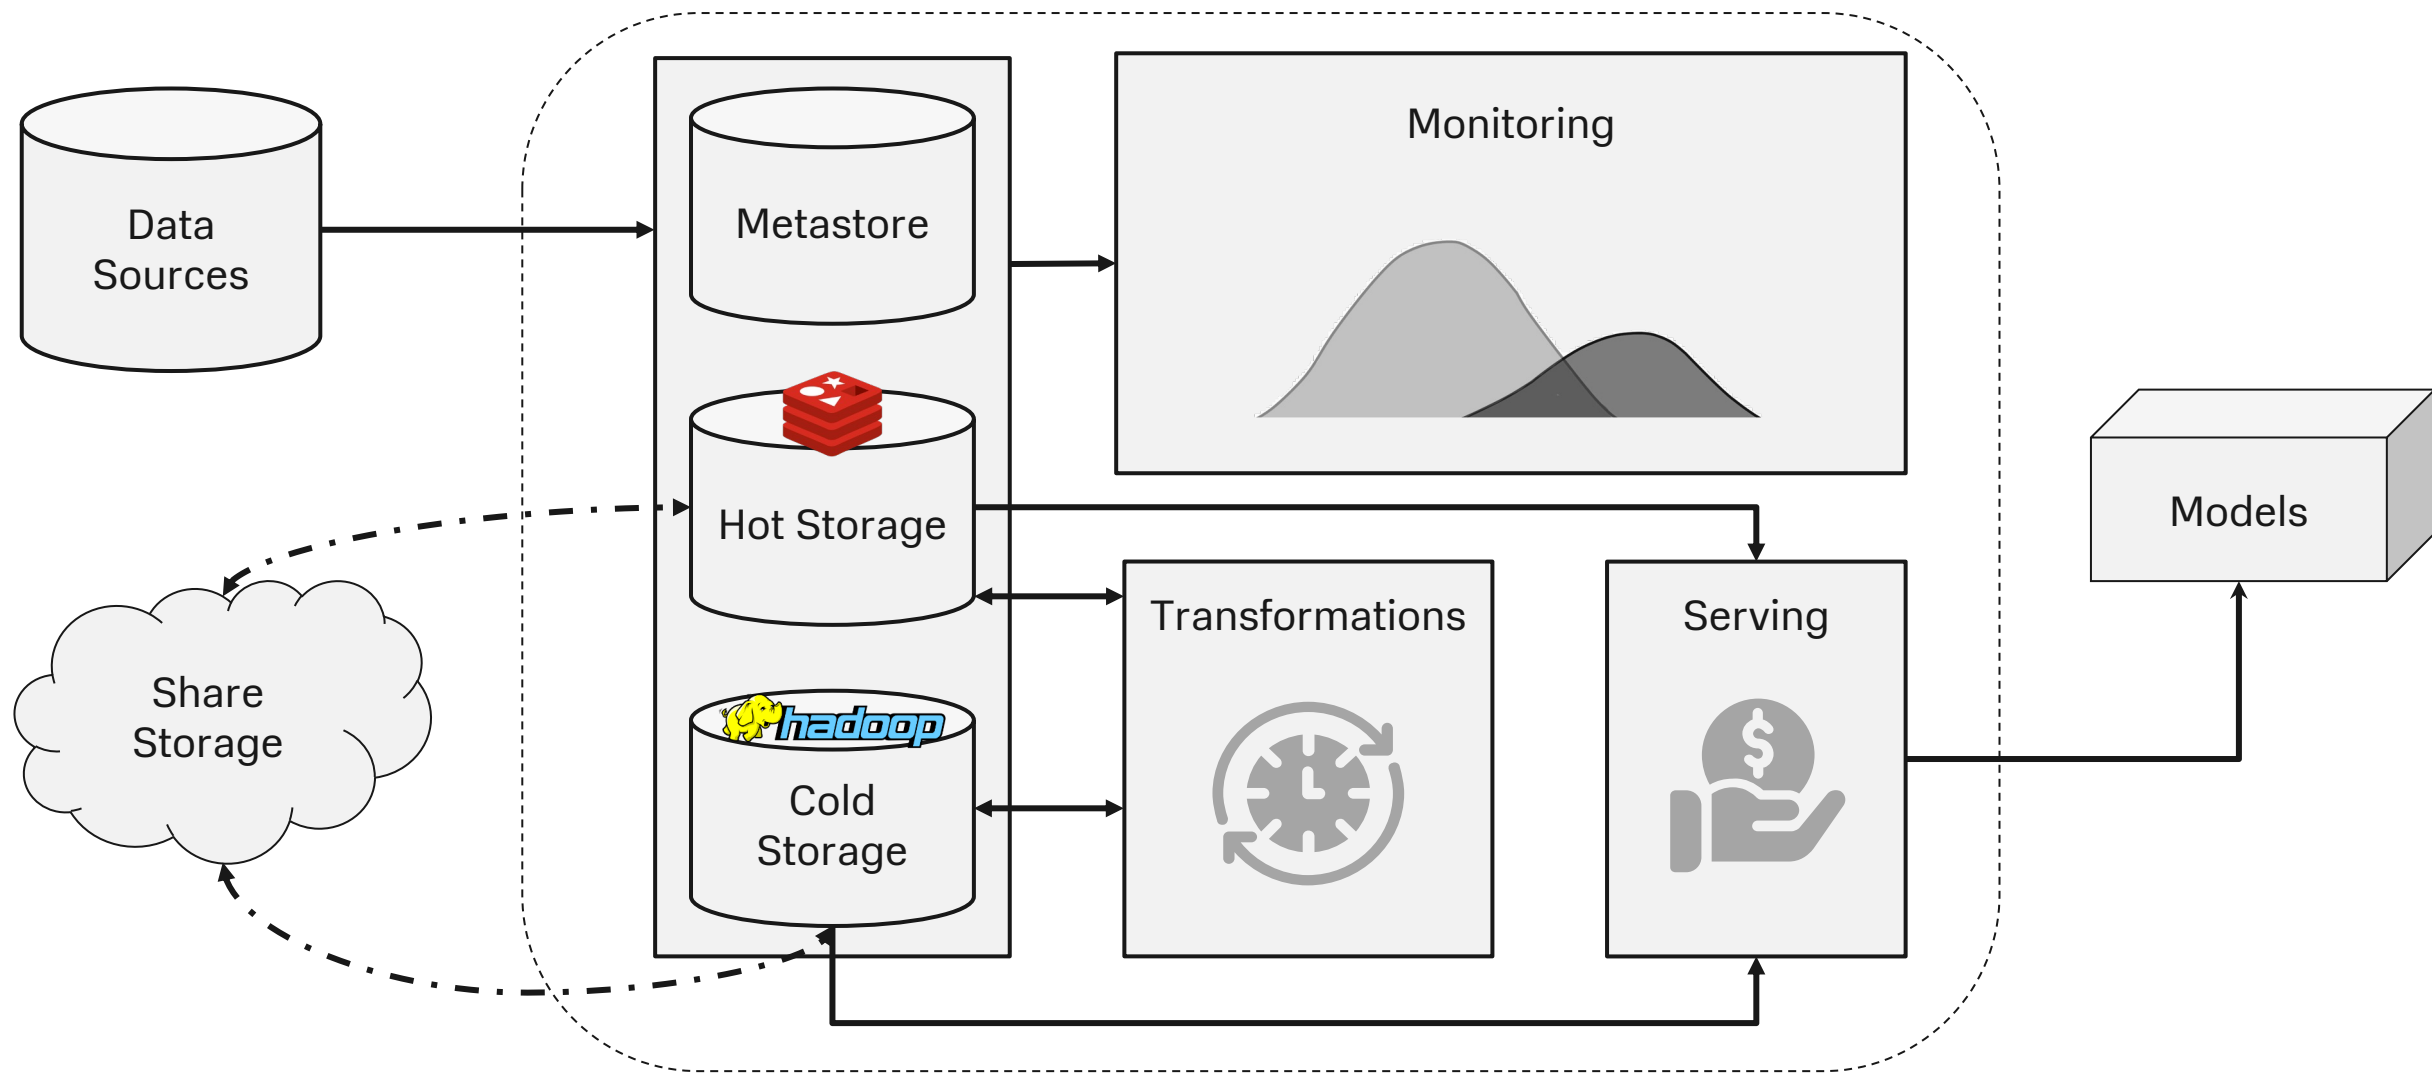 Data
Sources
Metastore
Monitoring
Hot Storage
Models
Share
Storage
hadoop
Cold
Storage
Transformations
Serving
$